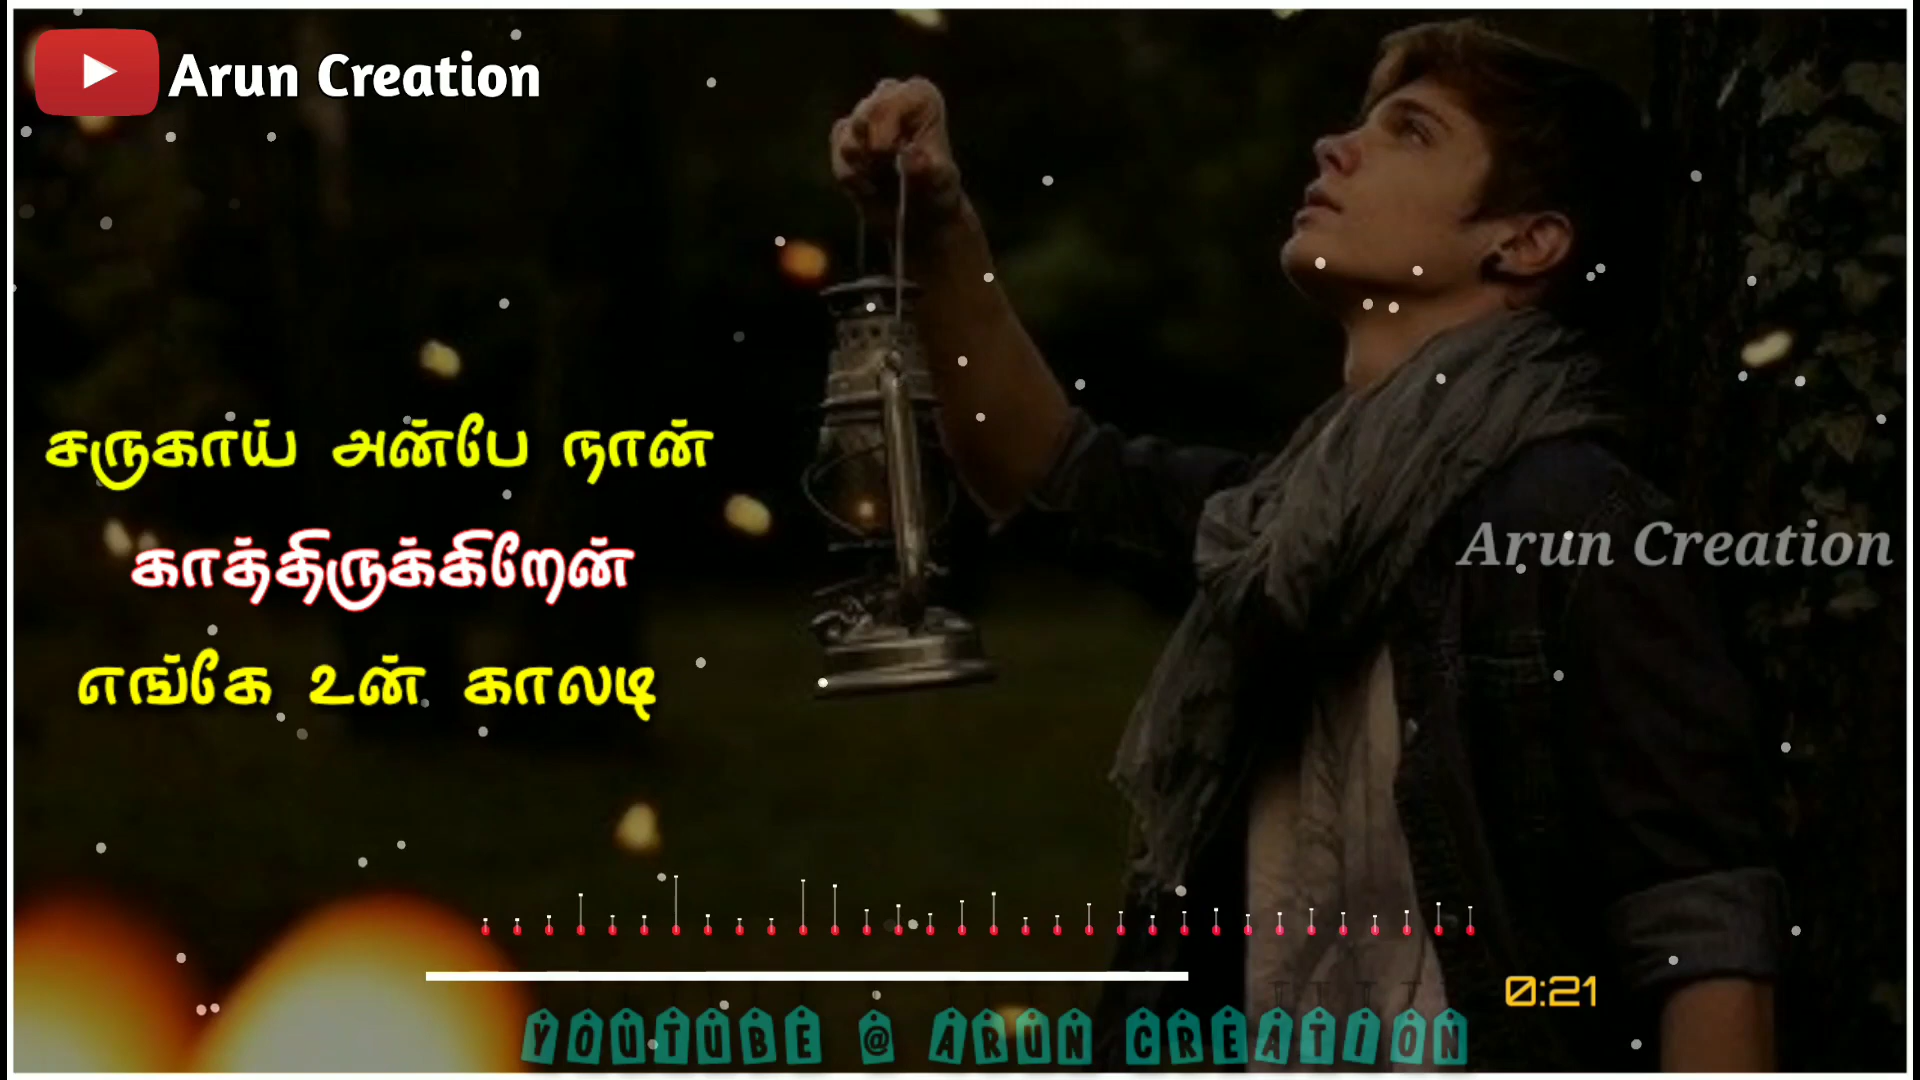 Arun Creation
சருகாய் அன்பே நான்
காத்திருக்கிறேன்
எங்கே உன் காலடி
Arun Creation
0:21
YOUTUBE @ ARUN CREATION